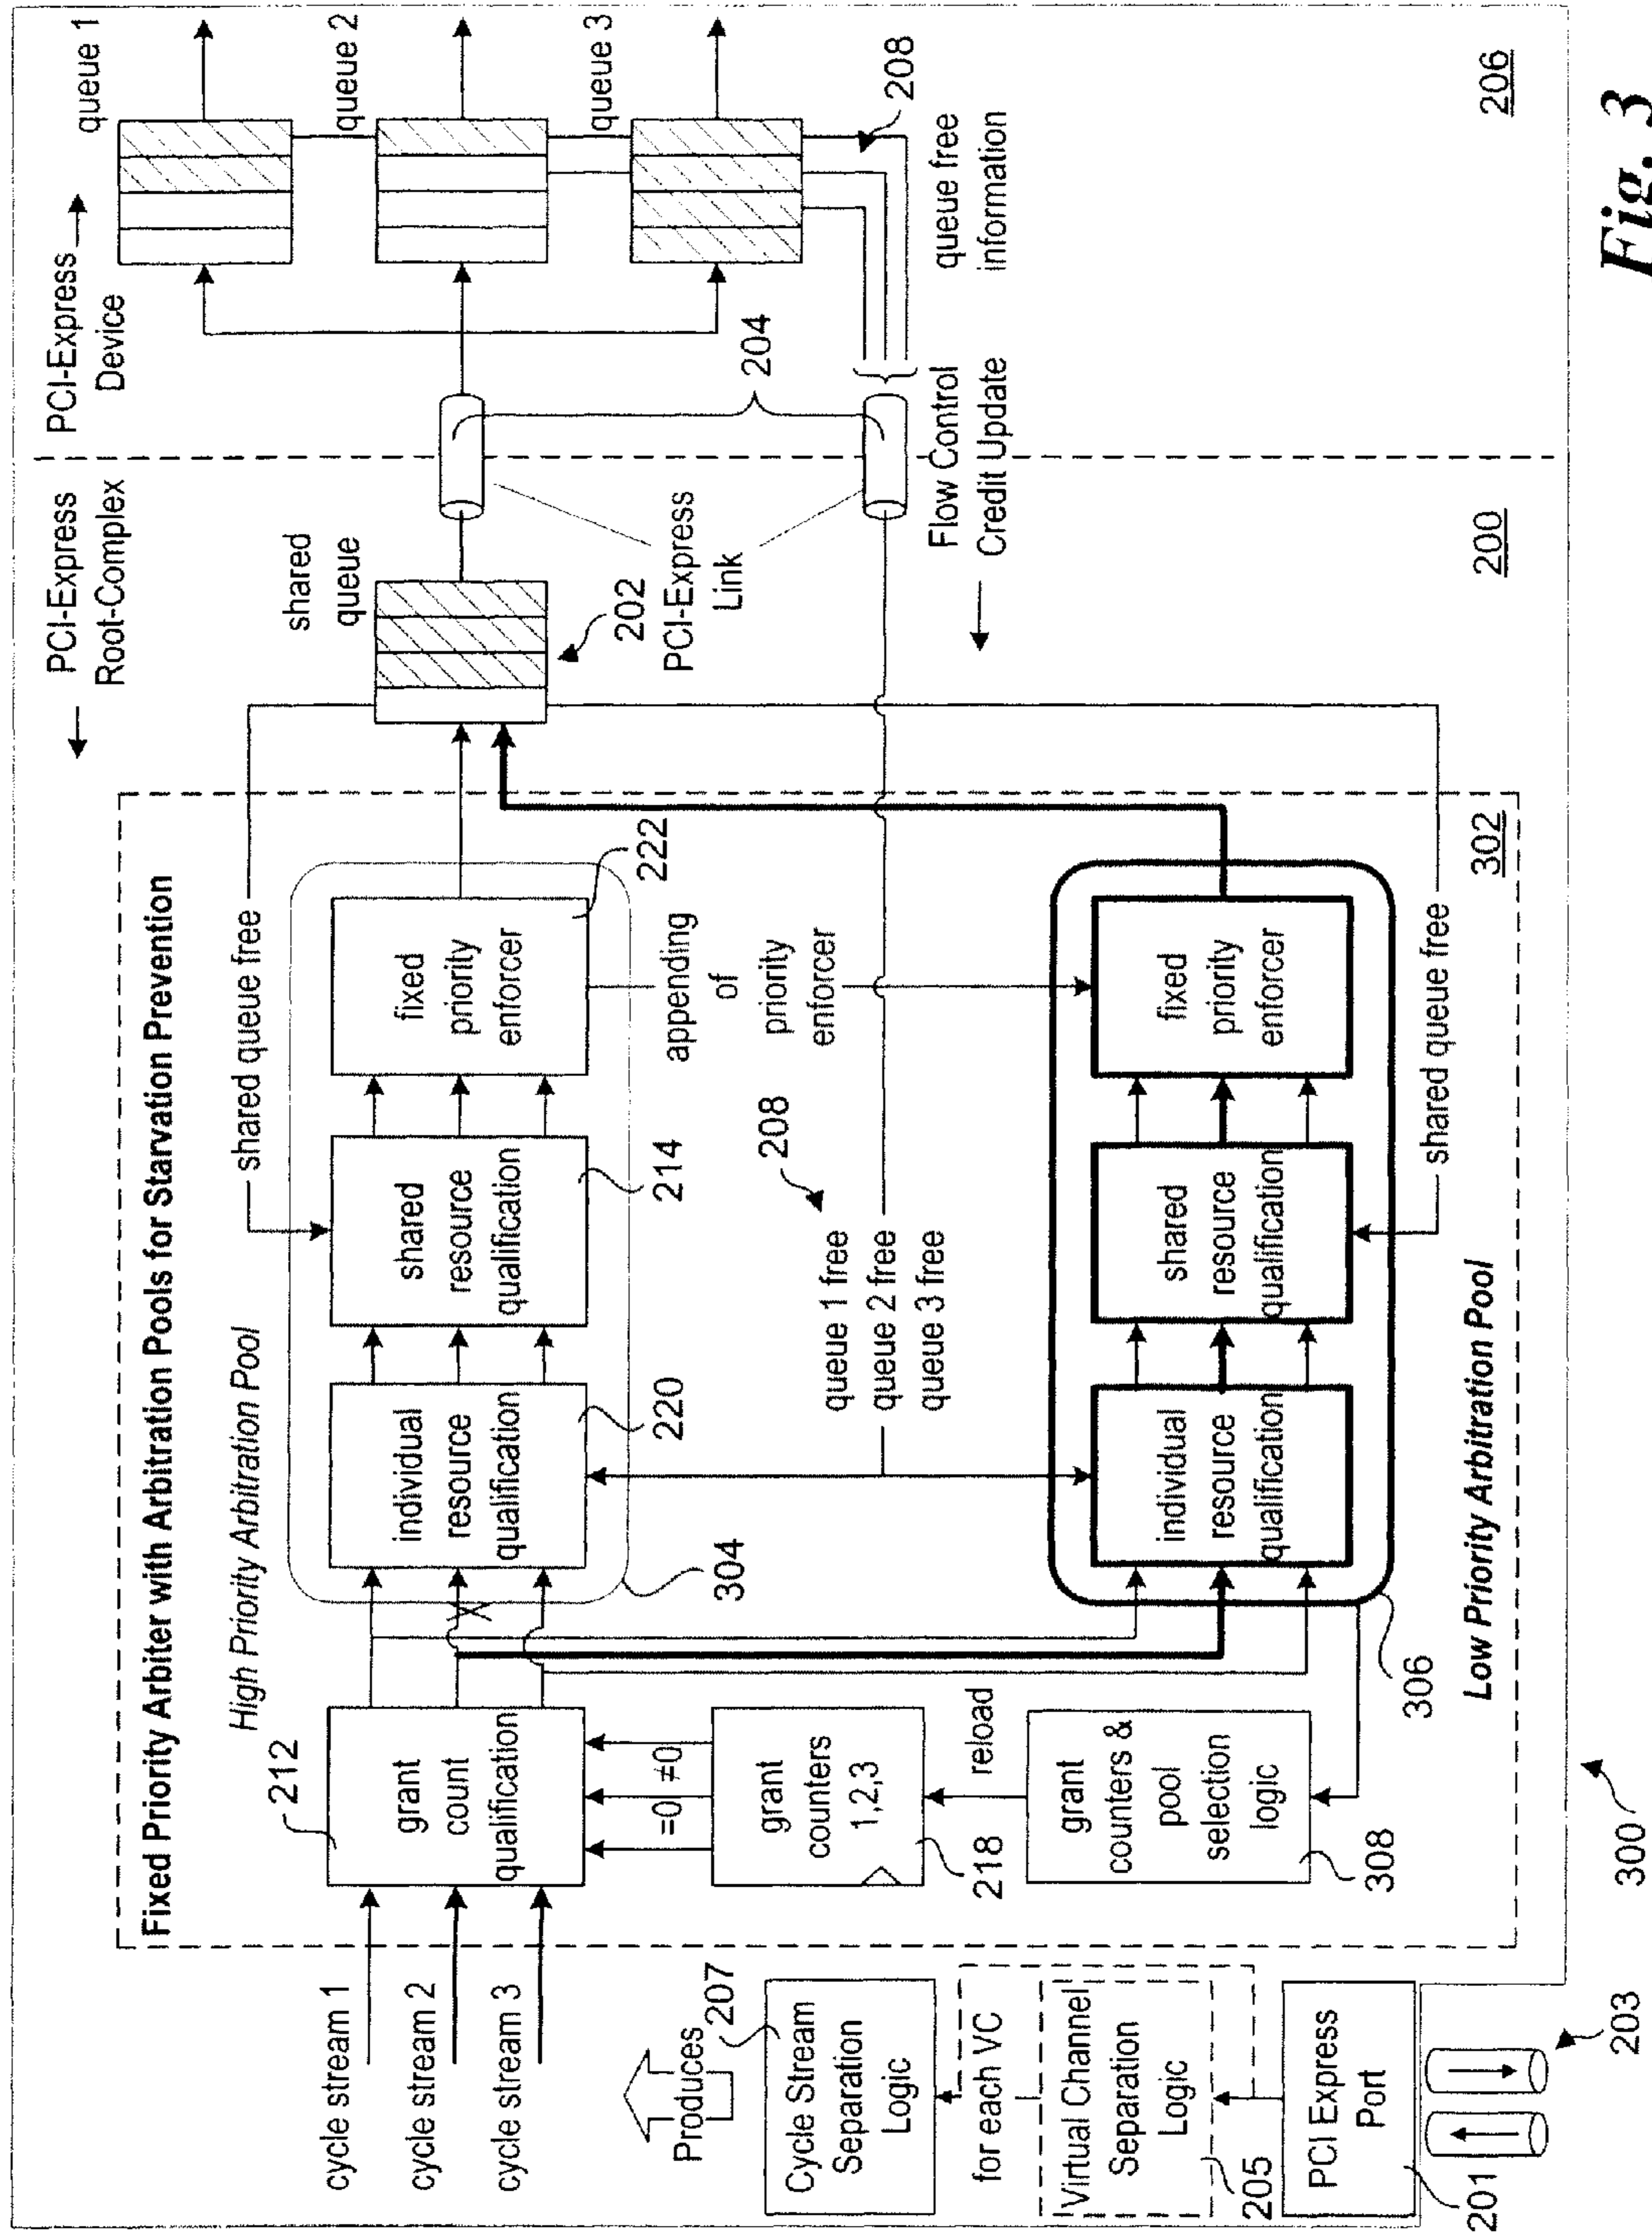 PCI-Express
Root-Complex
PCI-Express
Device
Fixed Priority Arbiter with Arbitration Pools for Starvation Prevention
High Priority Arbitration Pool
shared queue free
shared
queue
queue 1
queue 2
queue 3
cycle stream 1
cycle stream 2
cycle stream 3
212
grant
count
qualification
individual
resource
qualification
220
shared
resource
qualification
214
fixed
priority
enforcer
222
304
202
PCI-Express
Link
204
208
queue free
information
appending
of
priority
enforcer
=0
≠0
grant
counters
1,2,3
218
reload
grant
counters &
pool
selection
logic
308
208
queue 1 free
queue 2 free
queue 3 free
Flow Control
Credit Update
Produces
207
Cycle Stream
Separation
Logic
for each VC
Virtual Channel
Separation
Logic
205
PCI Express
Port
201
203
individual
resource
qualification
shared
resource
qualification
fixed
priority
enforcer
306
shared queue free
Low Priority Arbitration Pool
302
200
206
300
Fig. 3